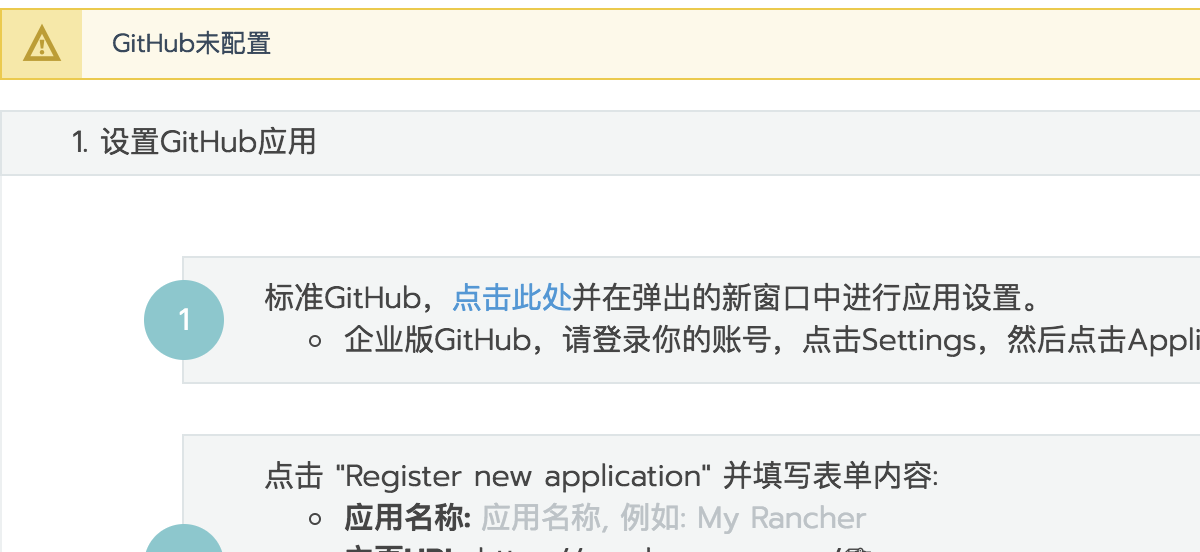 GitHub未配置
1. 设置GitHub应用
1
标准GitHub，点击此处并在弹出的新窗口中进行应用设置。
企业版GitHub，请登录你的账号，点击Settings，然后点击Appli
点击 "Register new application" 并填写表单内容:
应用名称: 应用名称, 例如: My Rancher